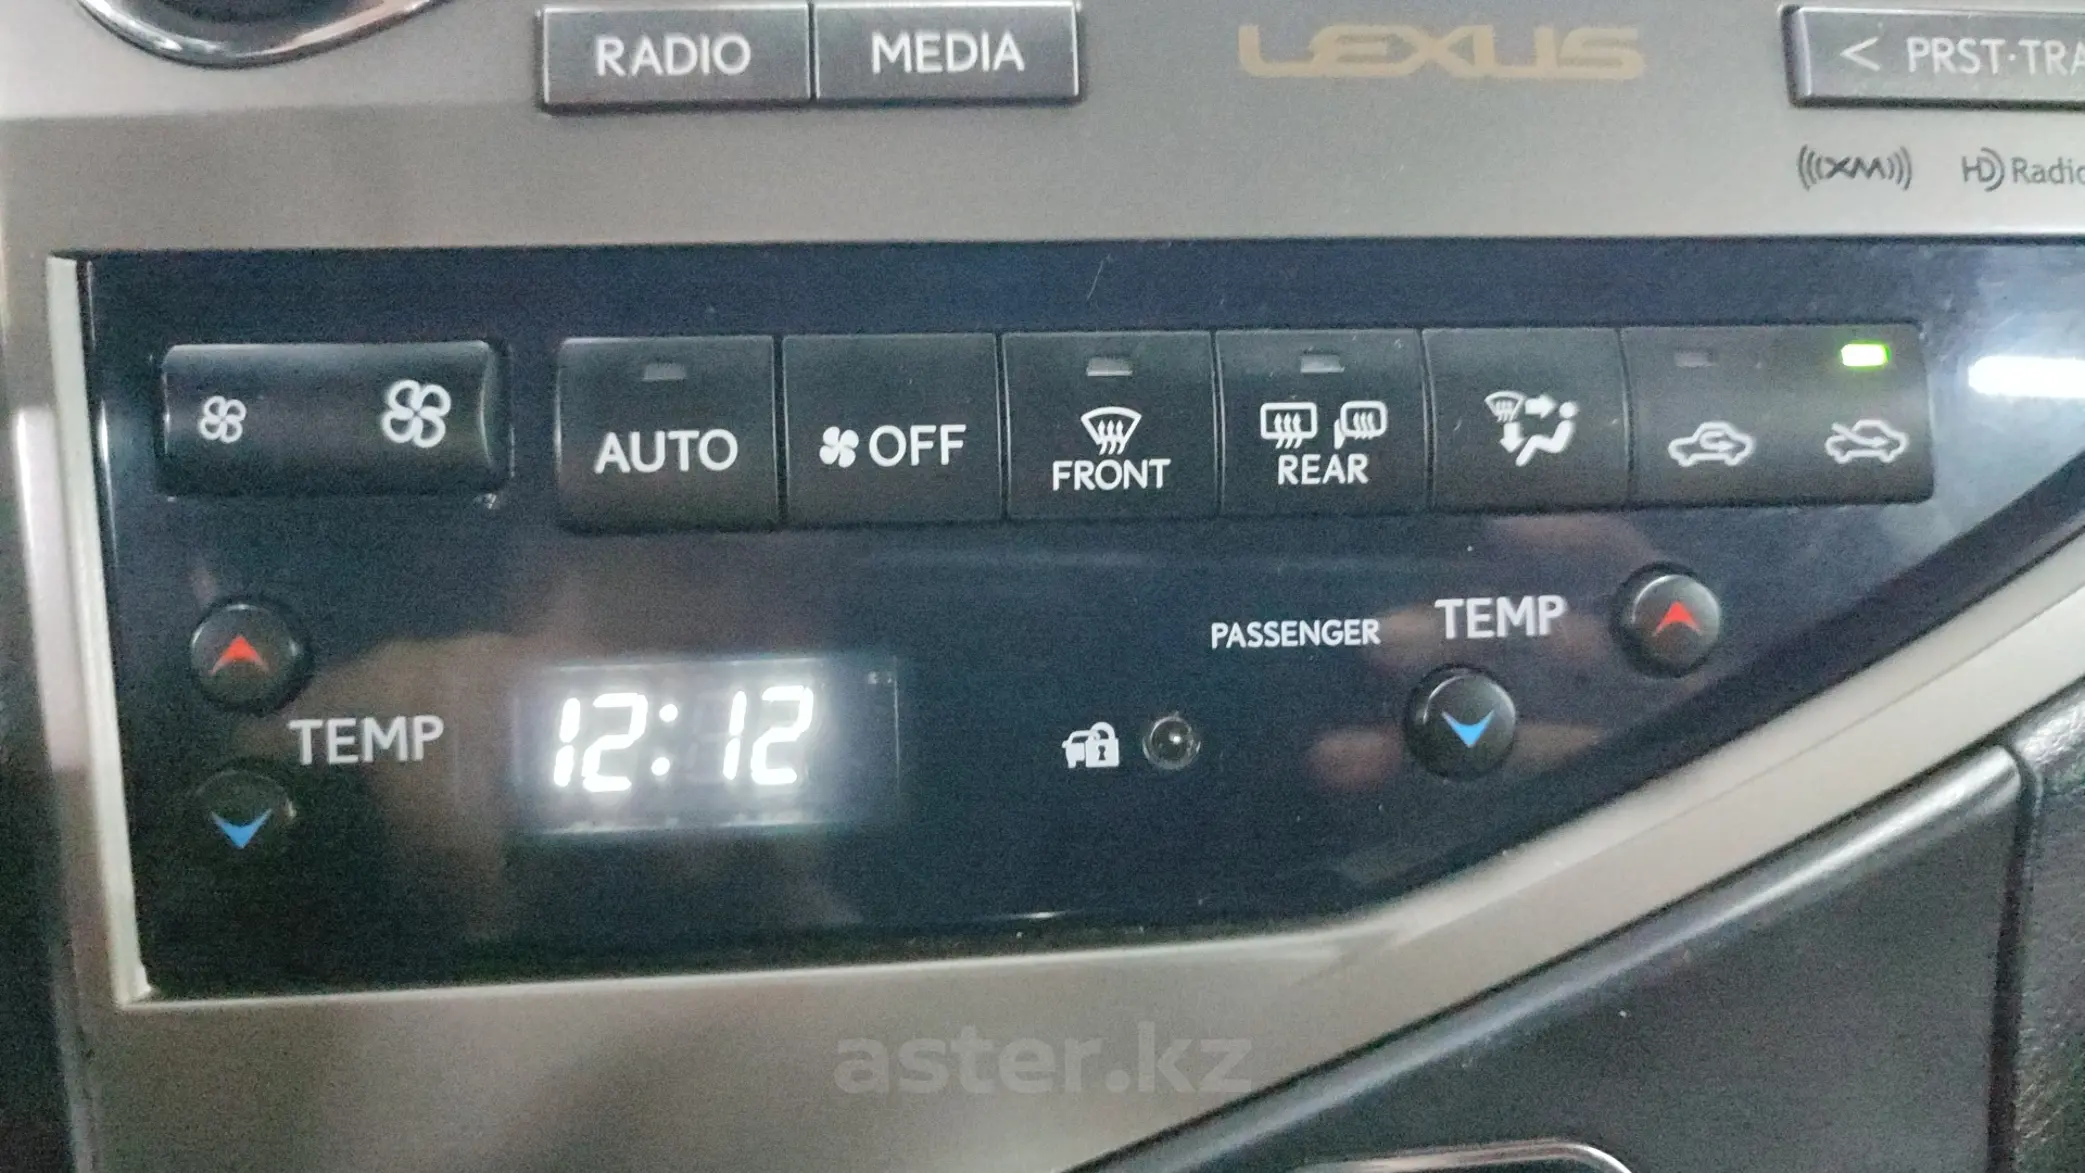 RADIO
MEDIA
LEXUS
< PRST·TRA
((XM))
HD Radio
AUTO
OFF
FRONT
REAR
PASSENGER
TEMP
TEMP
12:12
aster.kz